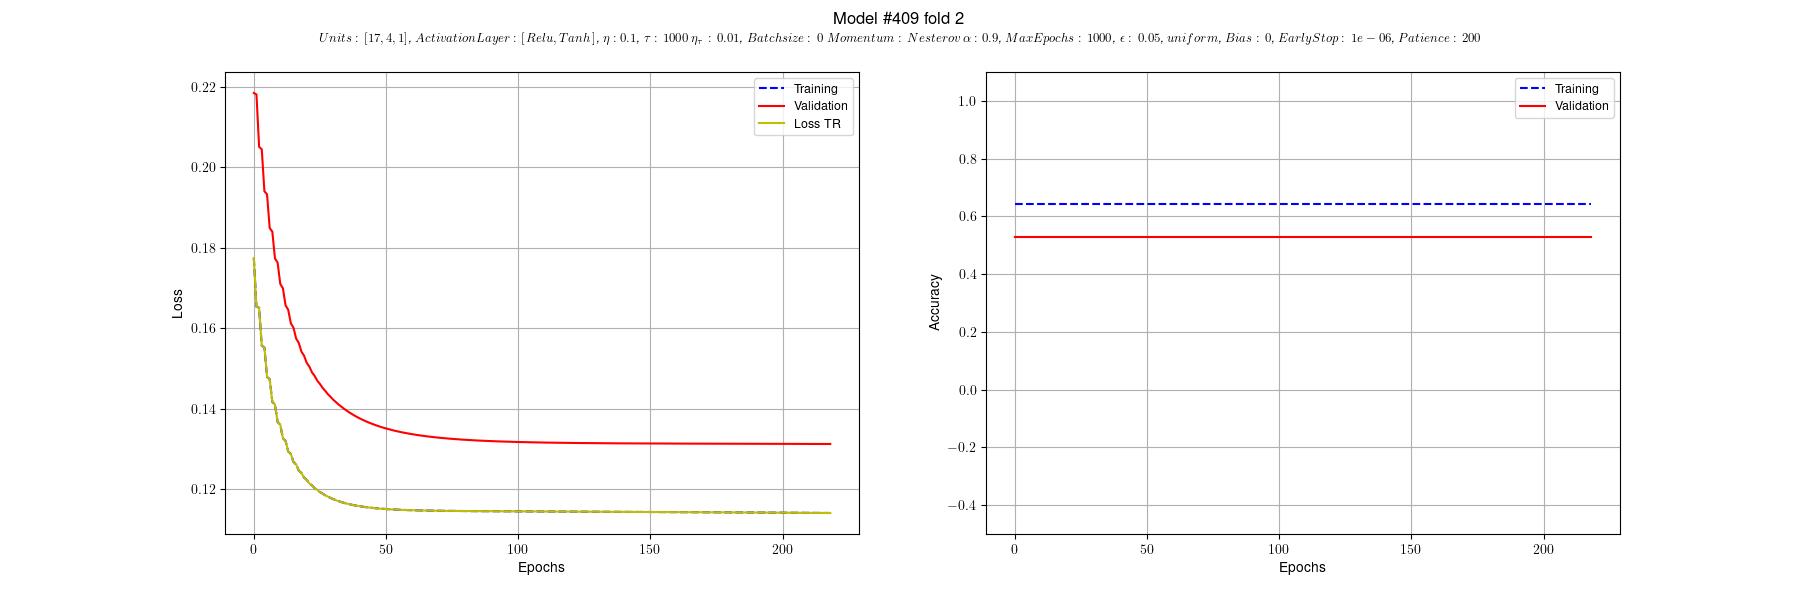 Model #409 fold 2
Units : [17, 4, 1], ActivationLayer : [Relu, Tanh], η : 0.1, τ : 1000 ητ : 0.01, Batchsize : 0 Momentum : Nesterov α : 0.9, MaxEpochs : 1000, ϵ : 0.05, uniform, Bias : 0, EarlyStop : 1e − 06, Patience : 200
0.22
0.20
0.18
0.16
0.14
0.12
Loss
0
50
100
150
200
Epochs
Training
Validation
Loss TR
1.0
0.8
0.6
0.4
0.2
0.0
−0.2
−0.4
Accuracy
0
50
100
150
200
Epochs
Training
Validation